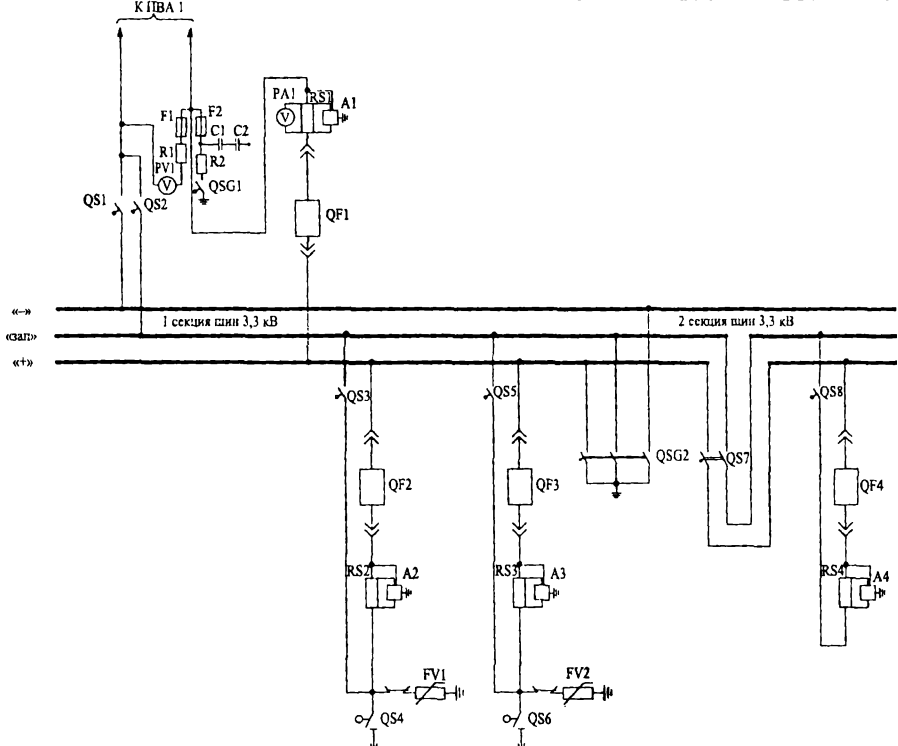 К ПВА 1
PA1
RS1
A1
F1
F2
C1
C2
R1
R2
PV1
V
V
QSG1
QS1
QS2
QF1
«–»
1 секция шин 3,3 кВ
2 секция шин 3,3 кВ
«зап»
«+»
QS3
QS5
QS8
QSG2
QS7
QF2
QF3
QF4
RS2
A2
RS3
A3
RS4
A4
FV1
FV2
QS4
QS6